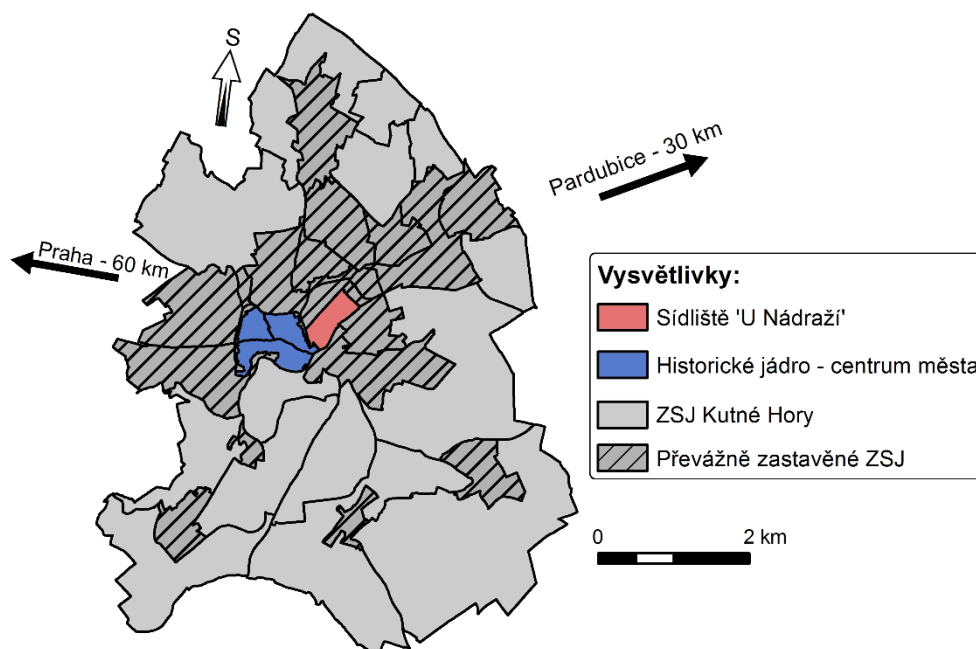 S
Pardubice - 30 km
Praha - 60 km
Vysvětlivky:
Sídliště 'U Nádraží'
Historické jádro - centrum města
ZSJ Kutné Hory
Převážně zastavěné ZSJ
0 2 km